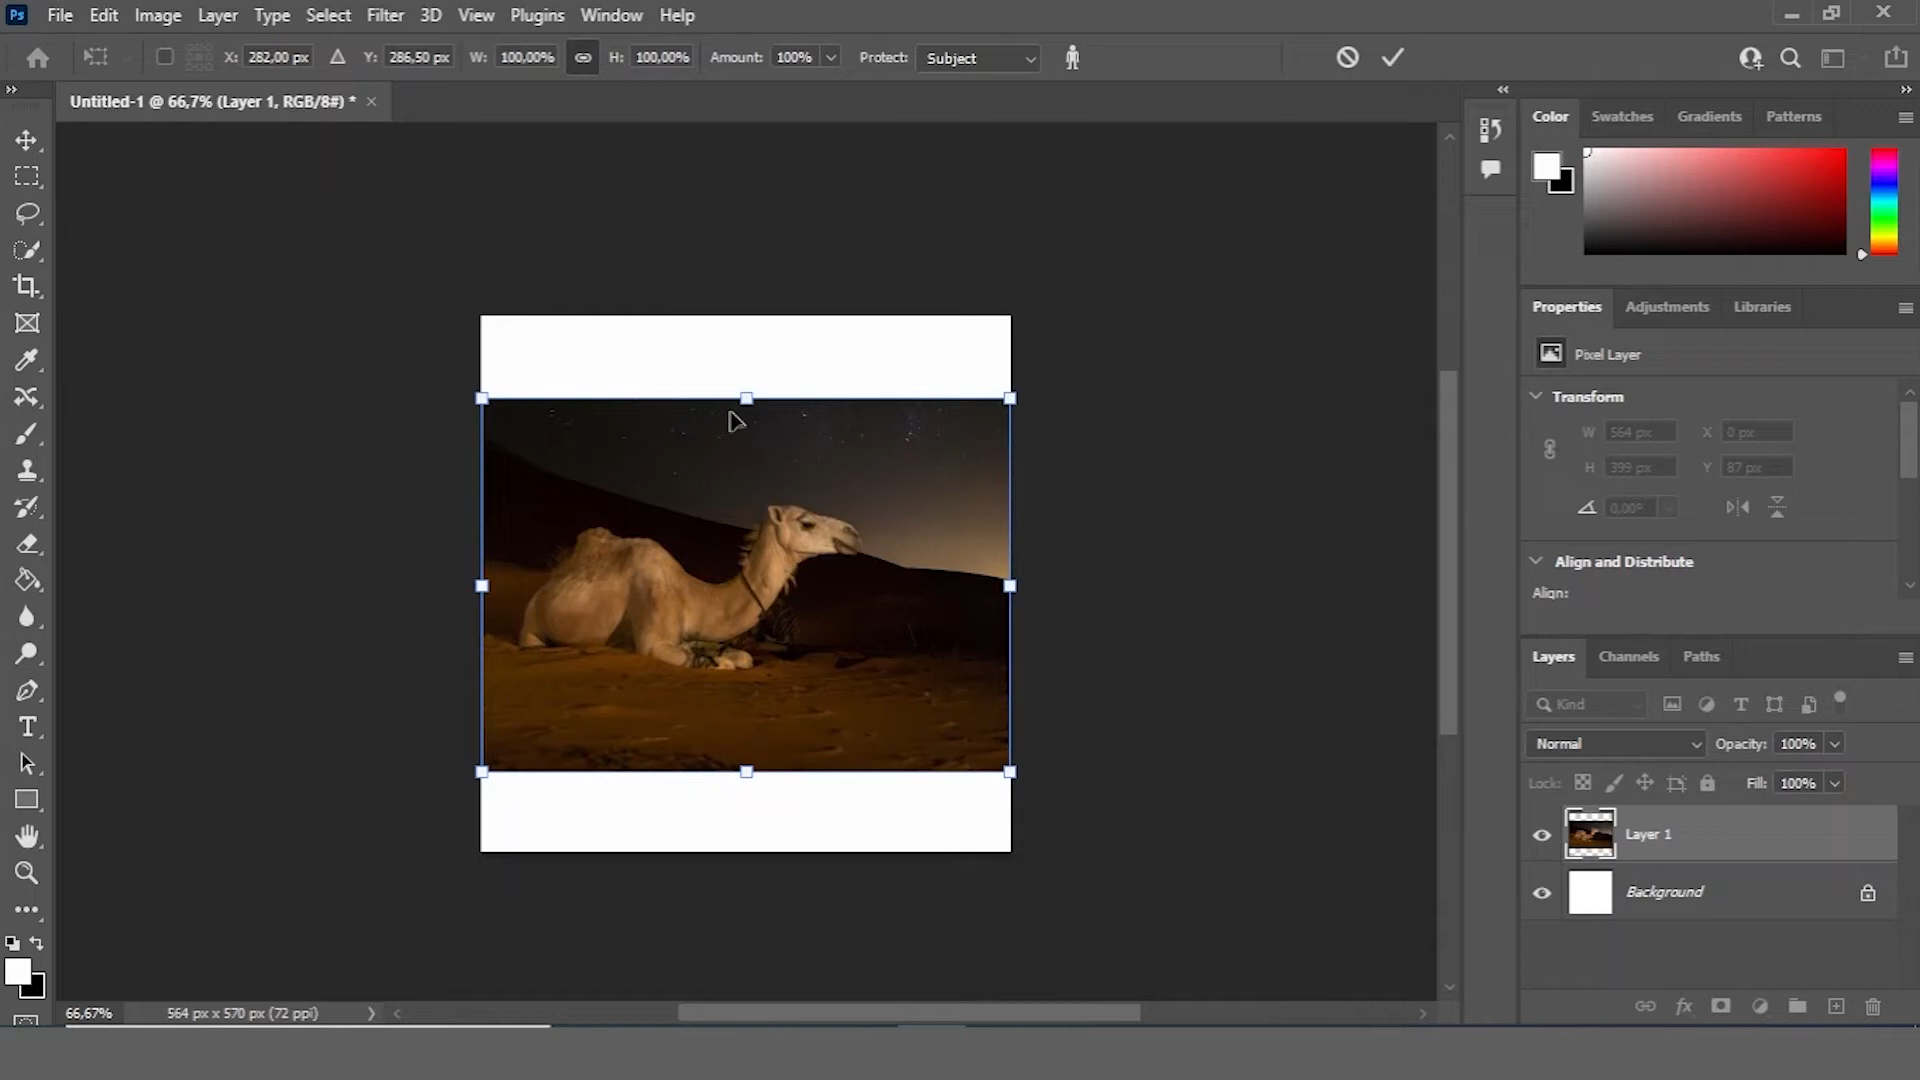 Ps File Edit Image Layer Type Select Filter 3D View Plugins Window Help
X: 282,00 px Y: 286,50 px W: 100,00% H: 100,00% Amount: 100% Protect: Subject
Untitled-1 @ 66,7% (Layer 1, RGB/8#) *
Color Swatches Gradients Patterns
Properties Adjustments Libraries
Pixel Layer
Transform
W 564 px X 0 px
H 399 px Y 87 px
0,00°
Align and Distribute
Align:
Layers Channels Paths
Kind
Normal Opacity: 100%
Lock: Fill: 100%
Layer 1
Background
fx
66,67% 564 px x 570 px (72 ppi)